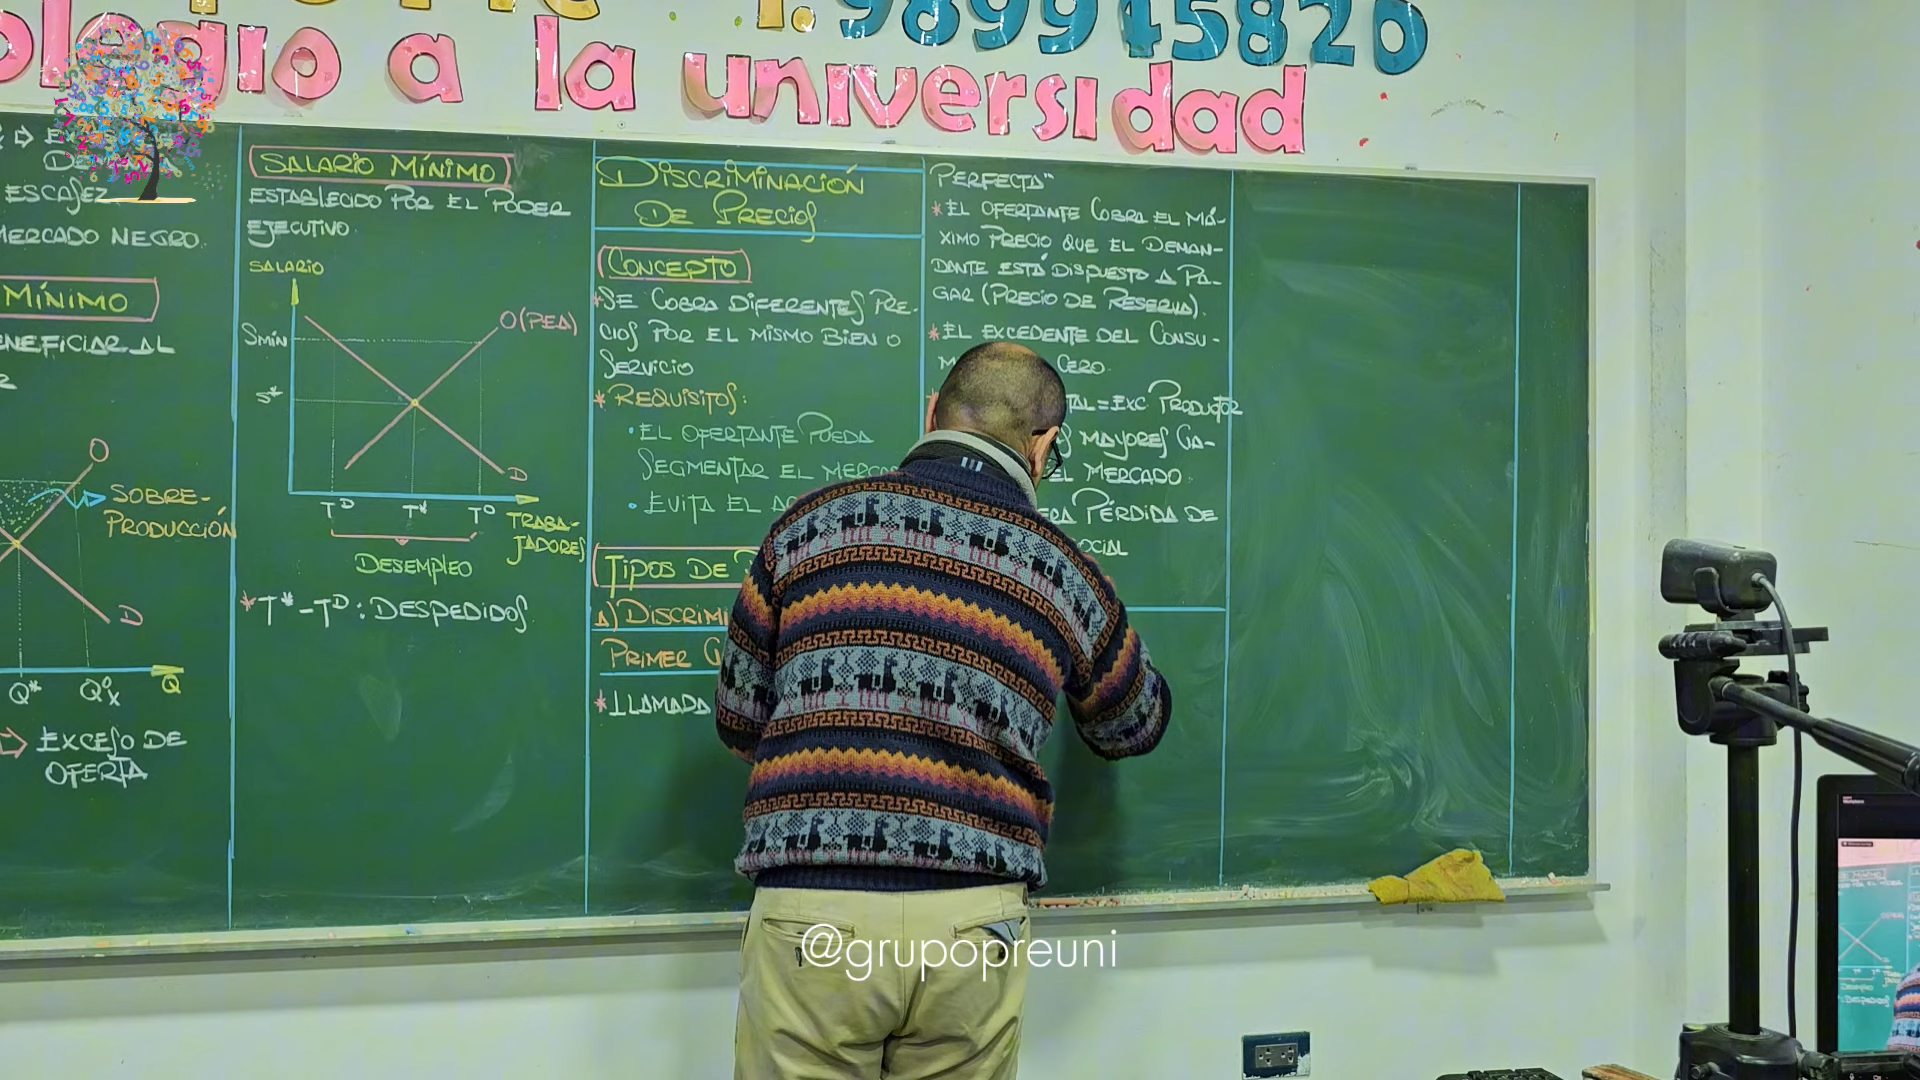 T. 989945820
olegio a la universidad
ESCASEZ
MERCADO NEGRO.
MÍNIMO
ENEFICIAR AL
O
SOBRE-
PRODUCCIÓN
D
Q* Q°x Q
EXCESO DE
OFERTA
SALARIO MÍNIMO
ESTABLECIDO POR EL PODER
EJECUTIVO.
SALARIO
O(PEA)
Smín
S*
D
T^D T* T^O TRABA-
JADORES
DESEMPLEO
*T*-T^D: DESPEDIDOS.
DISCRIMINACIÓN
DE PRECIOS
CONCEPTO
*SE COBRA DIFERENTES PRE-
CIOS POR EL MISMO BIEN O
SERVICIO
*REQUISITOS:
•EL OFERTANTE PUEDA
SEGMENTAR EL
•EVITA EL
TIPOS DE
A) DISCRIMI
PRIMER
*LLAMADA
PERFECTA"
*EL OFERTANTE COBRA EL MÁ-
XIMO PRECIO QUE EL DEMAN-
DANTE ESTÁ DISPUESTO A PA-
GAR (PRECIO DE RESERVA).
*EL EXCEDENTE DEL CONSU-
CERO.
TAL=EXC PRODUCTOR
MAYORES GA-
EL MERCADO.
PÉRDIDA DE
OCIAL
@grupopreuni